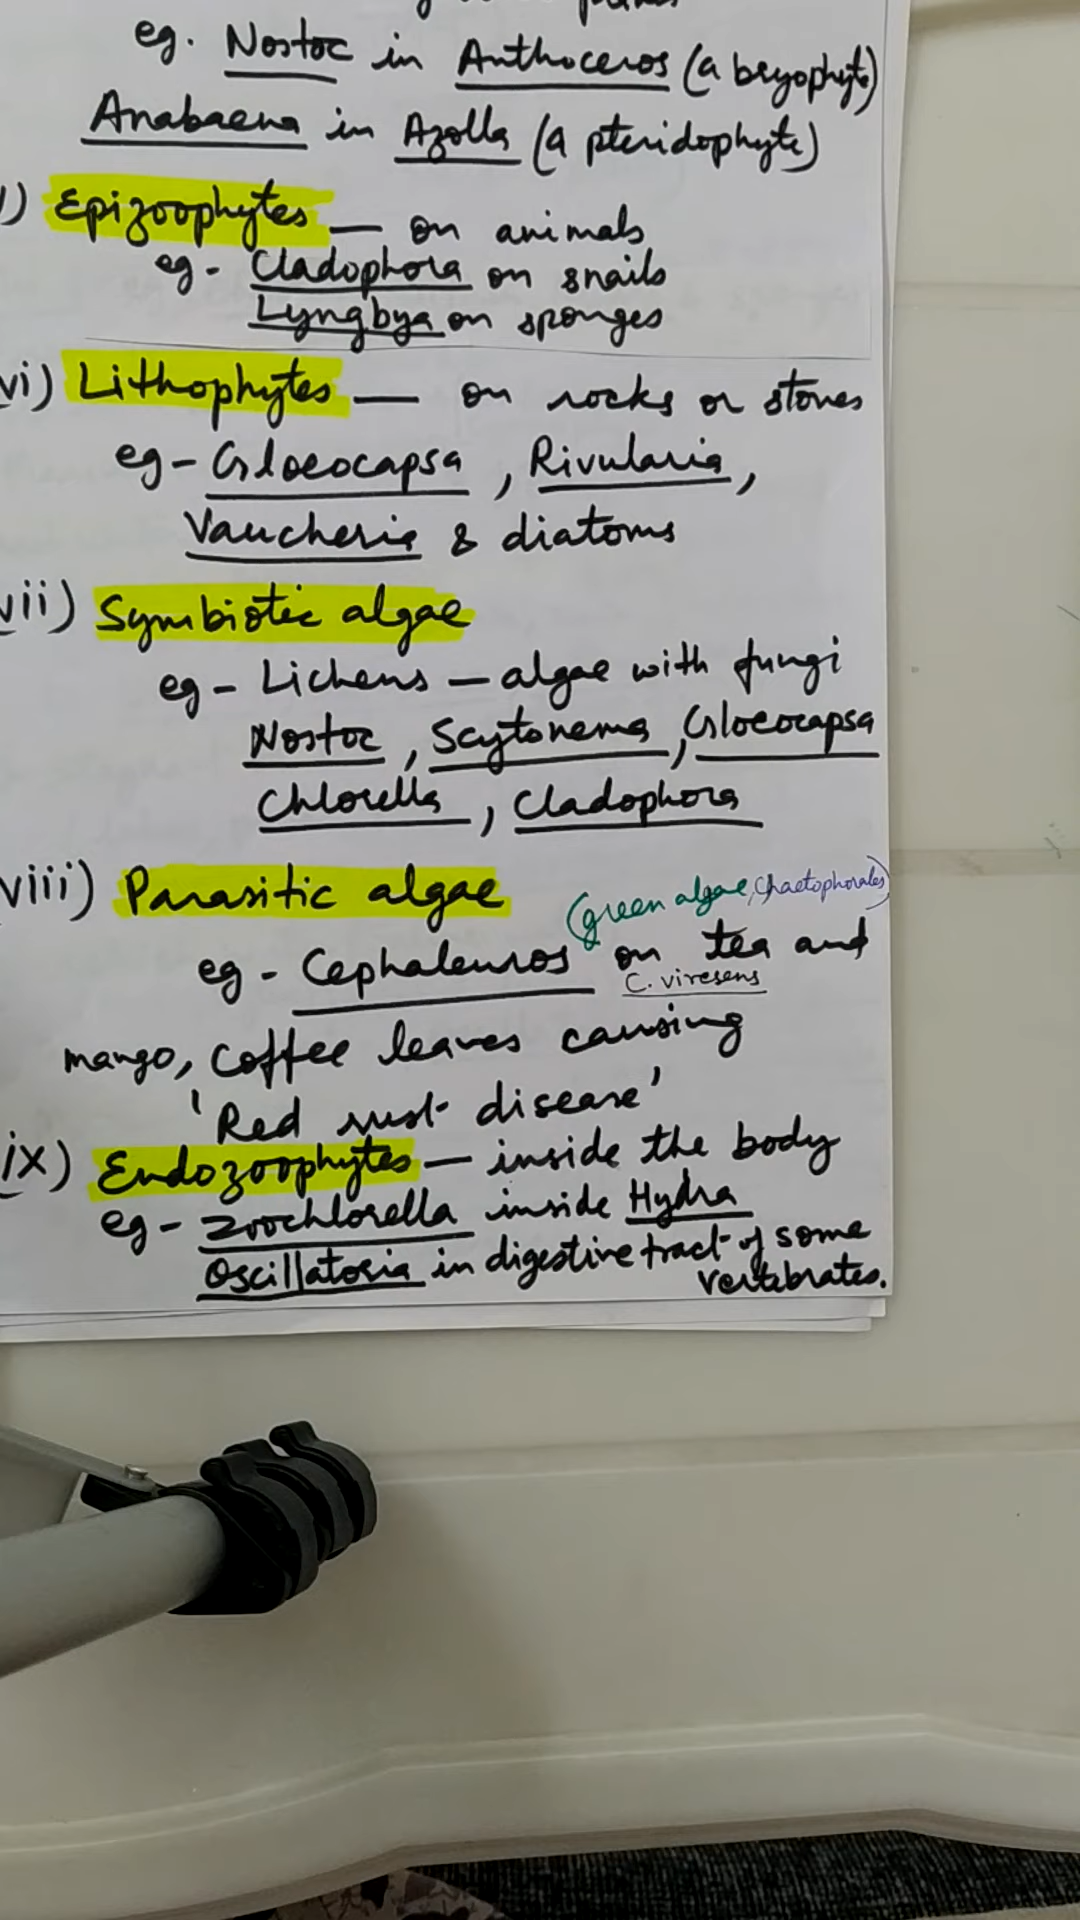 eg. Nostoc in Anthoceros (a bryophyte)
Anabaena in Azolla (a pteridophyte)
) Epizoophytes — on animals
eg - Cladophora on snails
Lyngbya on sponges
vi) Lithophytes — on rocks or stones
eg - Gloeocapsa, Rivularia,
Vaucheria & diatoms
vii) Symbiotic algae
eg - Lichens — algae with fungi
Nostoc, Scytonema, Gloeocapsa
Chlorella, Cladophora
viii) Parasitic algae
(green algae, Chaetophorales)
eg - Cephaleuros on tea and
C. viresens
mango, coffee leaves causing
'Red rust disease'
ix) Endozoophytes — inside the body
eg - Zoochlorella inside Hydra
Oscillatoria in digestive tract of some
vertebrates.